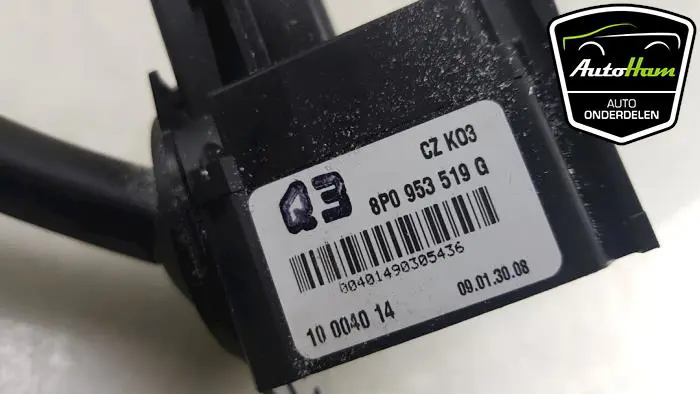 AUTOHAM
AUTO
ONDERDELEN
CZ K03
Q3
8P0 953 519 G
00401490305436
10 0040 14
09.01.30.08